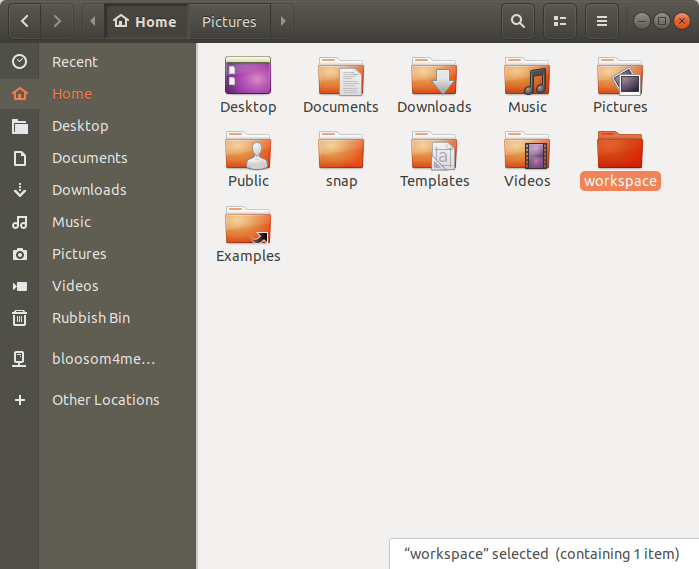 Home Pictures
Recent
Home
Desktop
Documents
Downloads
Music
Pictures
Videos
Rubbish Bin
bloosom4me...
Other Locations
Desktop Documents Downloads Music Pictures
Public snap Templates Videos workspace
Examples
“workspace” selected (containing 1 item)